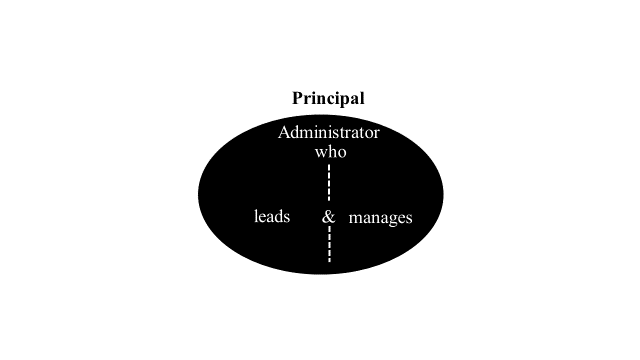 Principal
Administrator
who
leads & manages